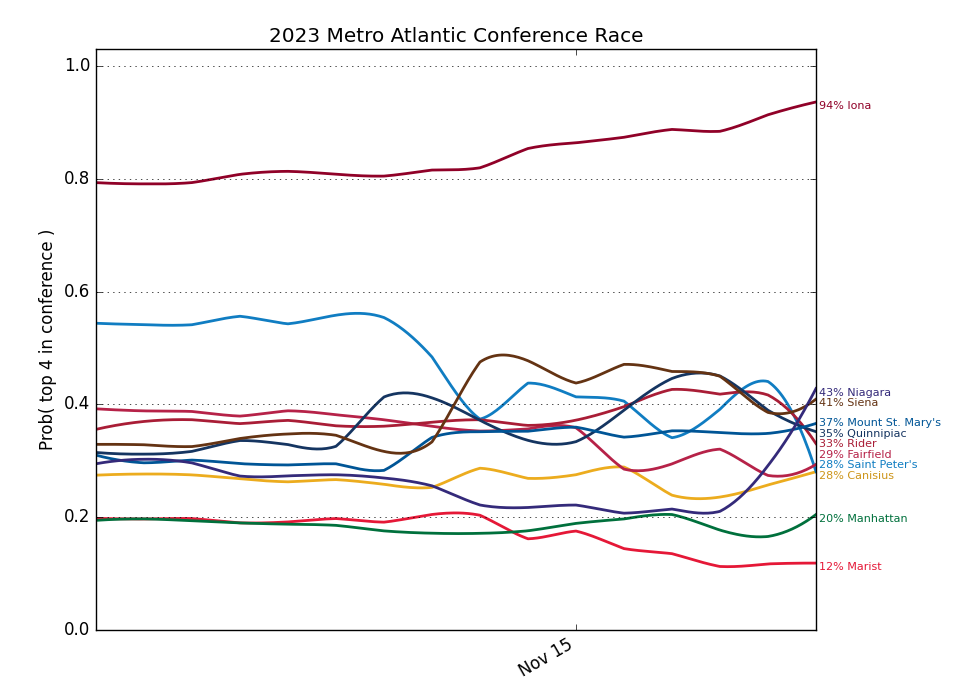 2023 Metro Atlantic Conference Race
Prob( top 4 in conference )
1.0
0.8
0.6
0.4
0.2
0.0
Nov 15
94% Iona
43% Niagara
41% Siena
37% Mount St. Mary's
35% Quinnipiac
33% Rider
29% Fairfield
28% Saint Peter's
28% Canisius
20% Manhattan
12% Marist